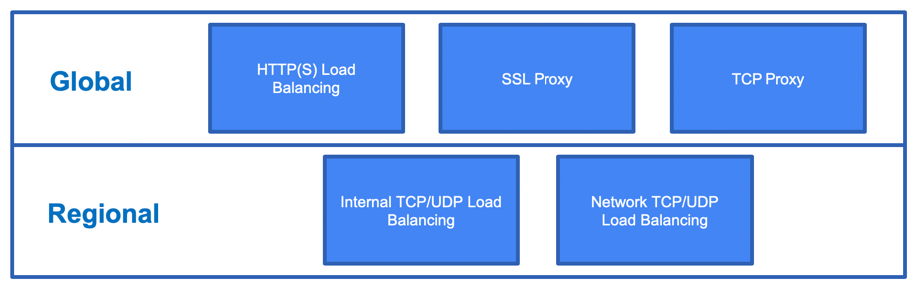 Global
HTTP(S) Load
Balancing
SSL Proxy
TCP Proxy
Regional
Internal TCP/UDP Load
Balancing
Network TCP/UDP
Load Balancing